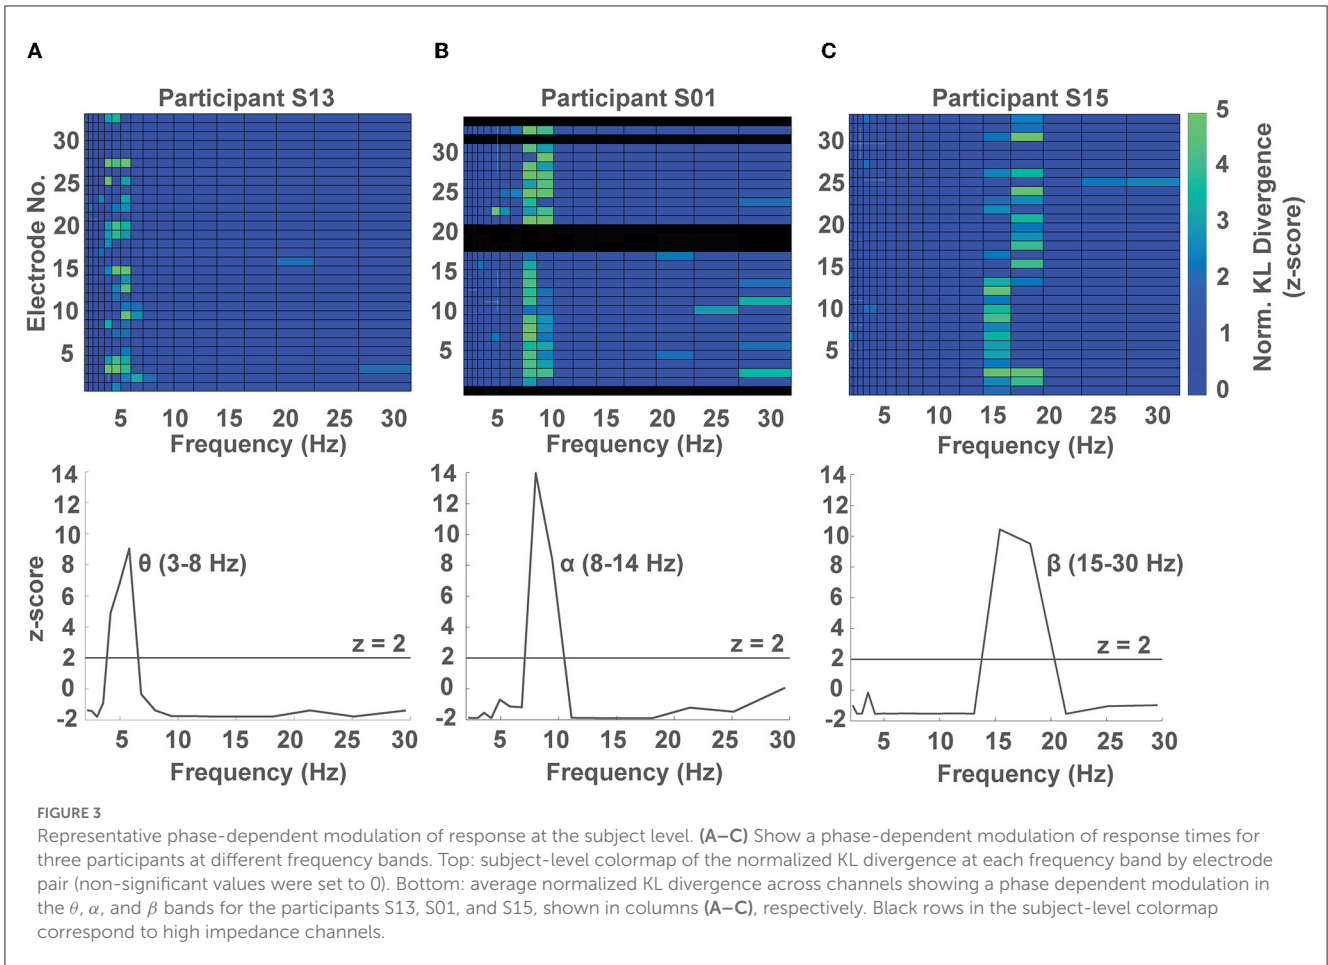 A
B
C
Participant S13
Participant S01
Participant S15
Electrode No.
30
25
20
15
10
5
5 10 15 20 25 30
Frequency (Hz)
30
25
20
15
10
5
5 10 15 20 25 30
Frequency (Hz)
30
25
20
15
10
5
5 10 15 20 25 30
Frequency (Hz)
5
4
3
2
1
0
Norm. KL Divergence
(z-score)
z-score
14
12
10
8
6
4
2
0
-2
θ (3-8 Hz)
z = 2
5 10 15 20 25 30
Frequency (Hz)
14
12
10
8
6
4
2
0
-2
α (8-14 Hz)
z = 2
5 10 15 20 25 30
Frequency (Hz)
14
12
10
8
6
4
2
0
-2
β (15-30 Hz)
z = 2
5 10 15 20 25 30
Frequency (Hz)
FIGURE 3
Representative phase-dependent modulation of response at the subject level. (A–C) Show a phase-dependent modulation of response times for
three participants at different frequency bands. Top: subject-level colormap of the normalized KL divergence at each frequency band by electrode
pair (non-significant values were set to 0). Bottom: average normalized KL divergence across channels showing a phase dependent modulation in
the θ, α, and β bands for the participants S13, S01, and S15, shown in columns (A–C), respectively. Black rows in the subject-level colormap
correspond to high impedance channels.